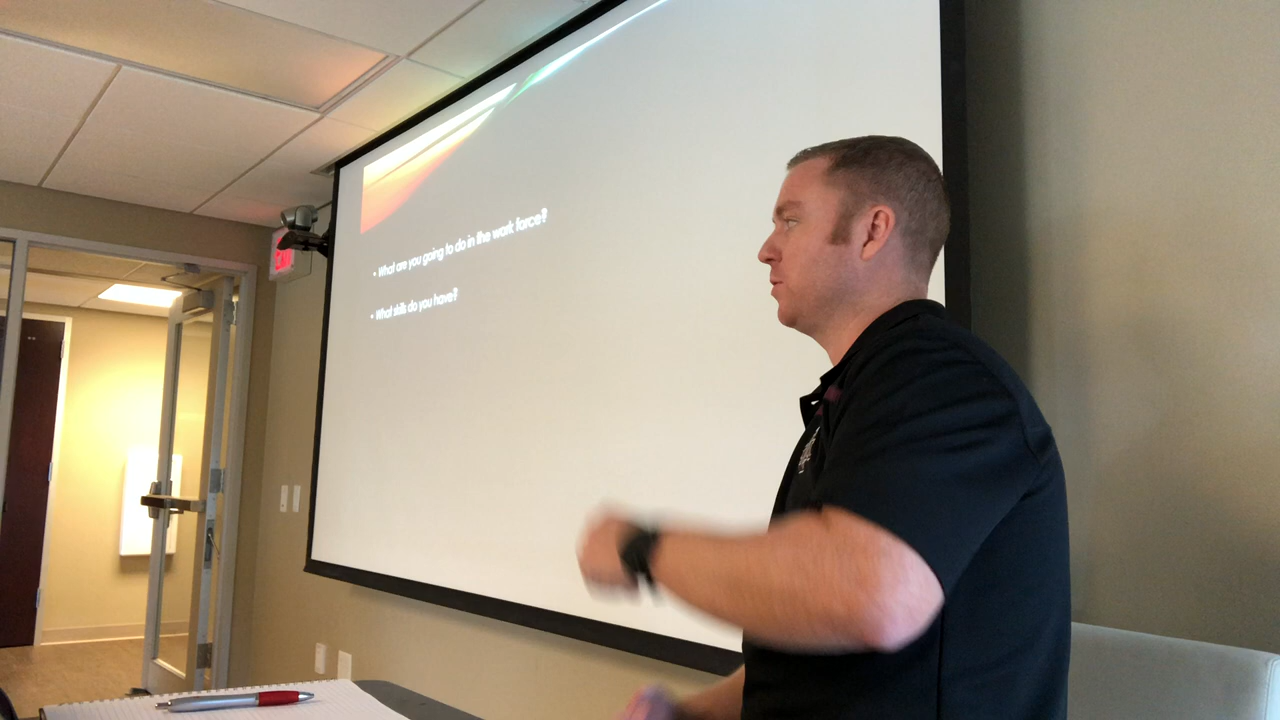 • What are you going to do in the work force?
• What skills do you have?
EXIT